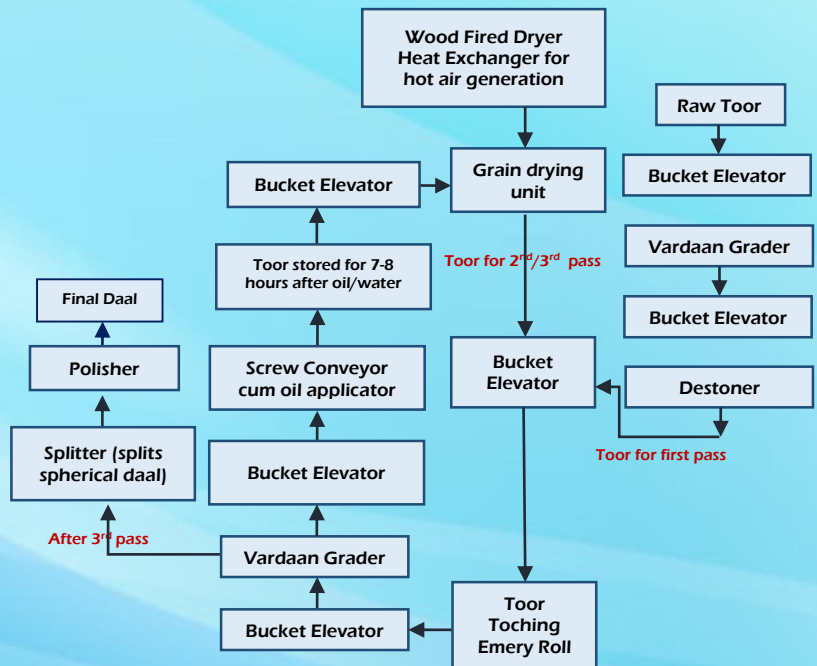 Wood Fired Dryer
Heat Exchanger for
hot air generation
Raw Toor
Bucket Elevator
Grain drying
unit
Bucket Elevator
Toor stored for 7-8
hours after oil/water
Toor for 2nd/3rd pass
Vardaan Grader
Bucket Elevator
Final Daal
Polisher
Screw Conveyor
cum oil applicator
Bucket
Elevator
Destoner
Toor for first pass
Splitter (splits
spherical daal)
Bucket Elevator
After 3rd pass
Vardaan Grader
Bucket Elevator
Toor
Toching
Emery Roll